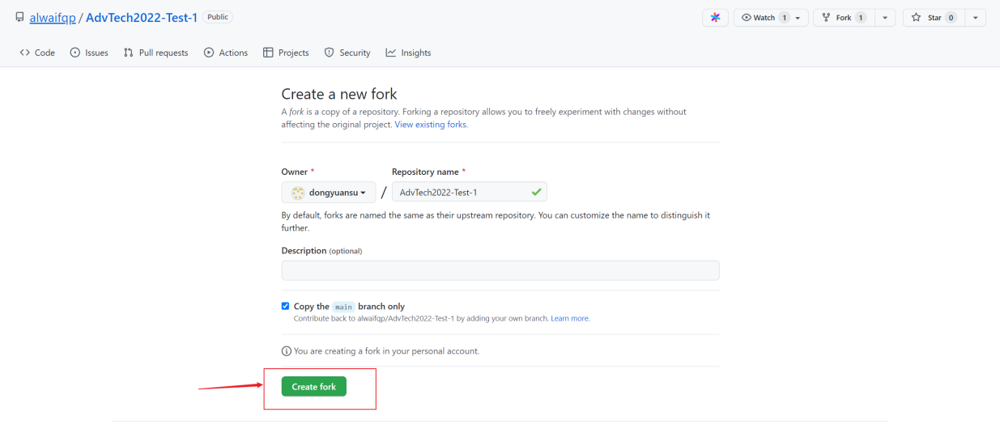 alwaifqp / AdvTech2022-Test-1 Public
Watch 1 Fork 1 Star 0
Code Issues Pull requests Actions Projects Security Insights
Create a new fork
A fork is a copy of a repository. Forking a repository allows you to freely experiment with changes without
affecting the original project. View existing forks.
Owner * Repository name *
dongyuansu / AdvTech2022-Test-1
By default, forks are named the same as their upstream repository. You can customize the name to distinguish it
further.
Description (optional)
Copy the main branch only
Contribute back to alwaifqp/AdvTech2022-Test-1 by adding your own branch. Learn more.
You are creating a fork in your personal account.
Create fork